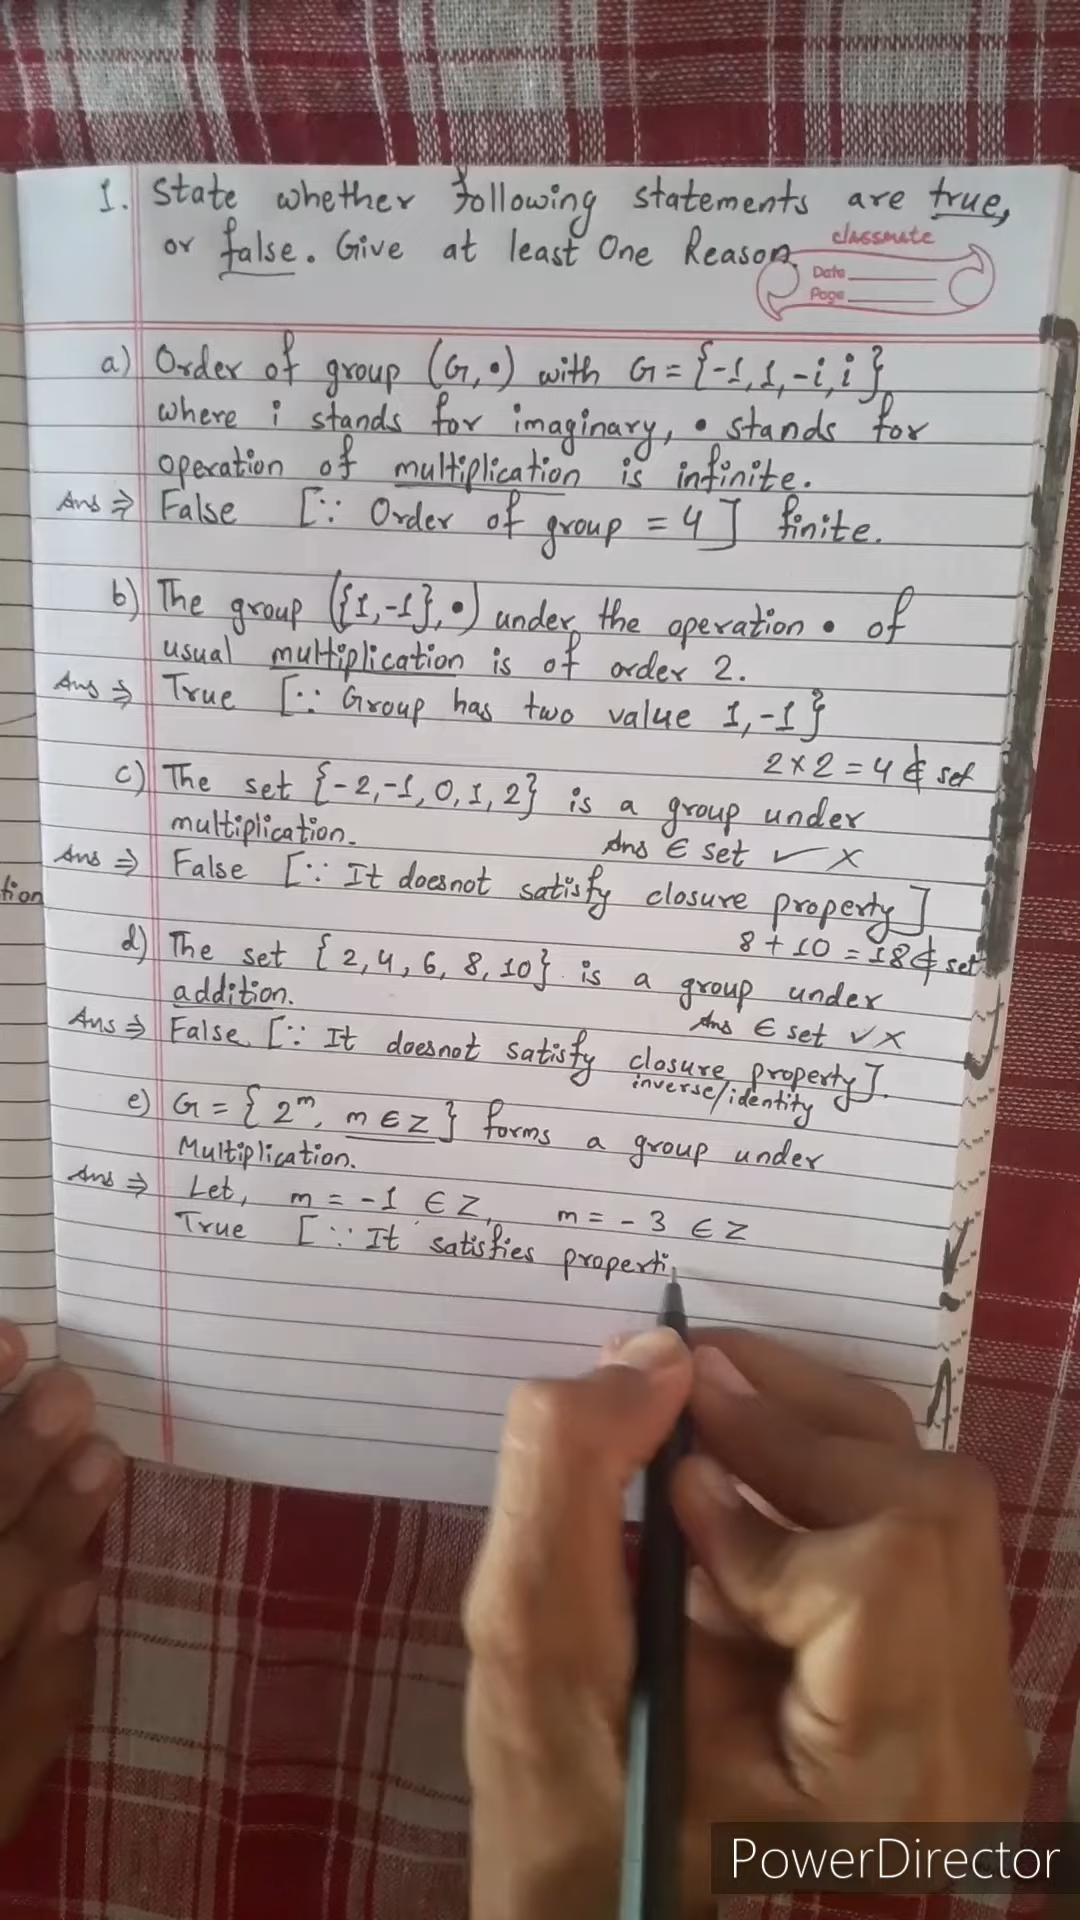 1. State whether following statements are true,
or false. Give at least One Reason.
classmate
Date
Page
a) Order of group (G, •) with G = {-1, 1, -i, i}
where i stands for imaginary, • stands for
operation of multiplication is infinite.
Ans ⇒ False [∵ Order of group = 4] finite.
b) The group ({1,-1}, •) under the operation • of
usual multiplication is of order 2.
Ans ⇒ True [∵ Group has two value 1, -1}
2 × 2 = 4 ∉ set
c) The set {-2, -1, 0, 1, 2} is a group under
multiplication.
Ans ∈ set ✓ X
Ans ⇒ False [∵ It doesnot satisfy closure property]
tion
8 + 10 = 18 ∉ set
d) The set {2, 4, 6, 8, 10} is a group under
addition.
Ans ∈ set ✓ X
Ans ⇒ False [∵ It doesnot satisfy closure property].
inverse/identity
e) G = {2^m, m ∈ Z} forms a group under
Multiplication.
Ans ⇒ Let, m = -1 ∈ Z, m = -3 ∈ Z
True [∵ It satisfies properti
PowerDirector